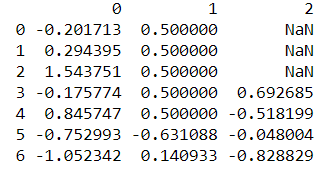 0 1 2
0 -0.201713 0.500000 NaN
1 0.294395 0.500000 NaN
2 1.543751 0.500000 NaN
3 -0.175774 0.500000 0.692685
4 0.845747 0.500000 -0.518199
5 -0.752993 -0.631088 -0.048004
6 -1.052342 0.140933 -0.828829